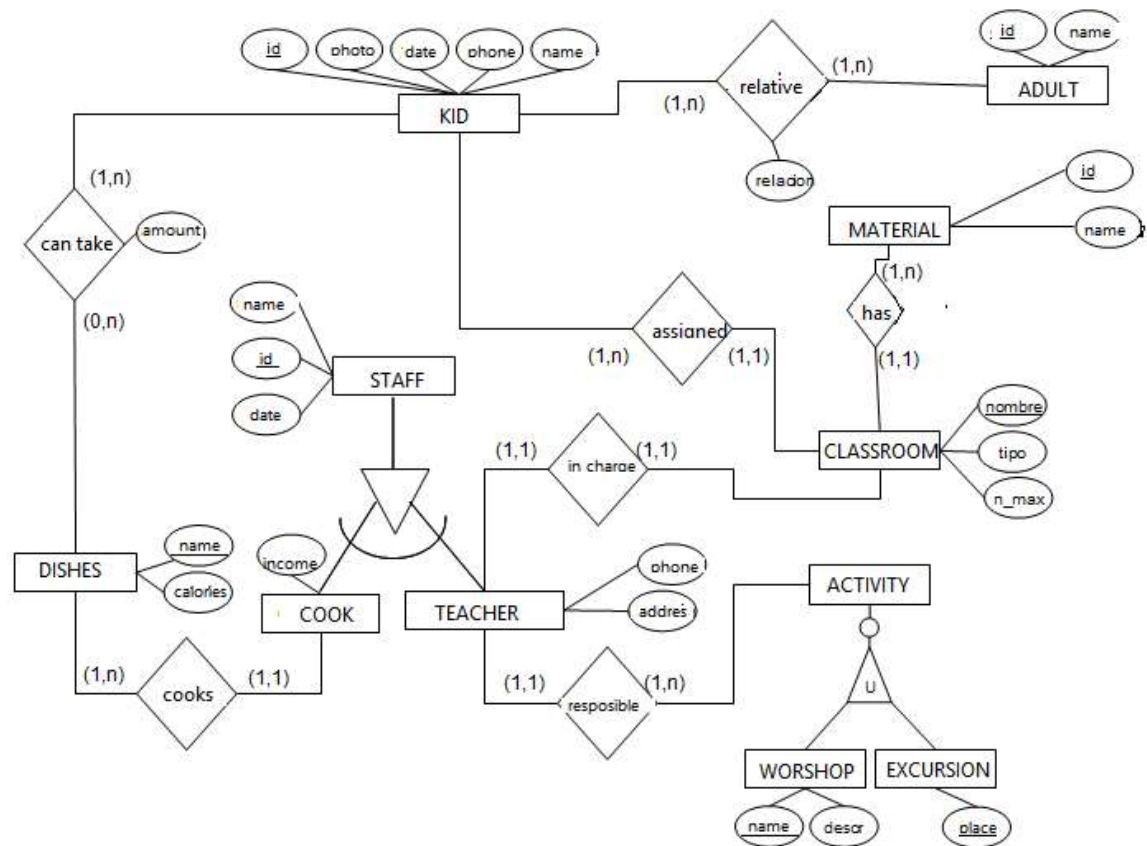 id photo date phone name
id name
(1,n)
relative
(1,n)
ADULT
KID
relacion
id
MATERIAL
name
(1,n)
can take
amount
(1,n)
has
(0,n)
name
assigned
(1,n) (1,1)
(1,1)
id
STAFF
date
nombre
CLASSROOM
tipo
n_max
(1,1) in charge (1,1)
name
DISHES
calories
income
COOK
phone
TEACHER
addres
ACTIVITY
(1,n)
cooks
(1,1)
(1,1)
resposible
(1,n)
U
WORSHOP EXCURSION
name descr place